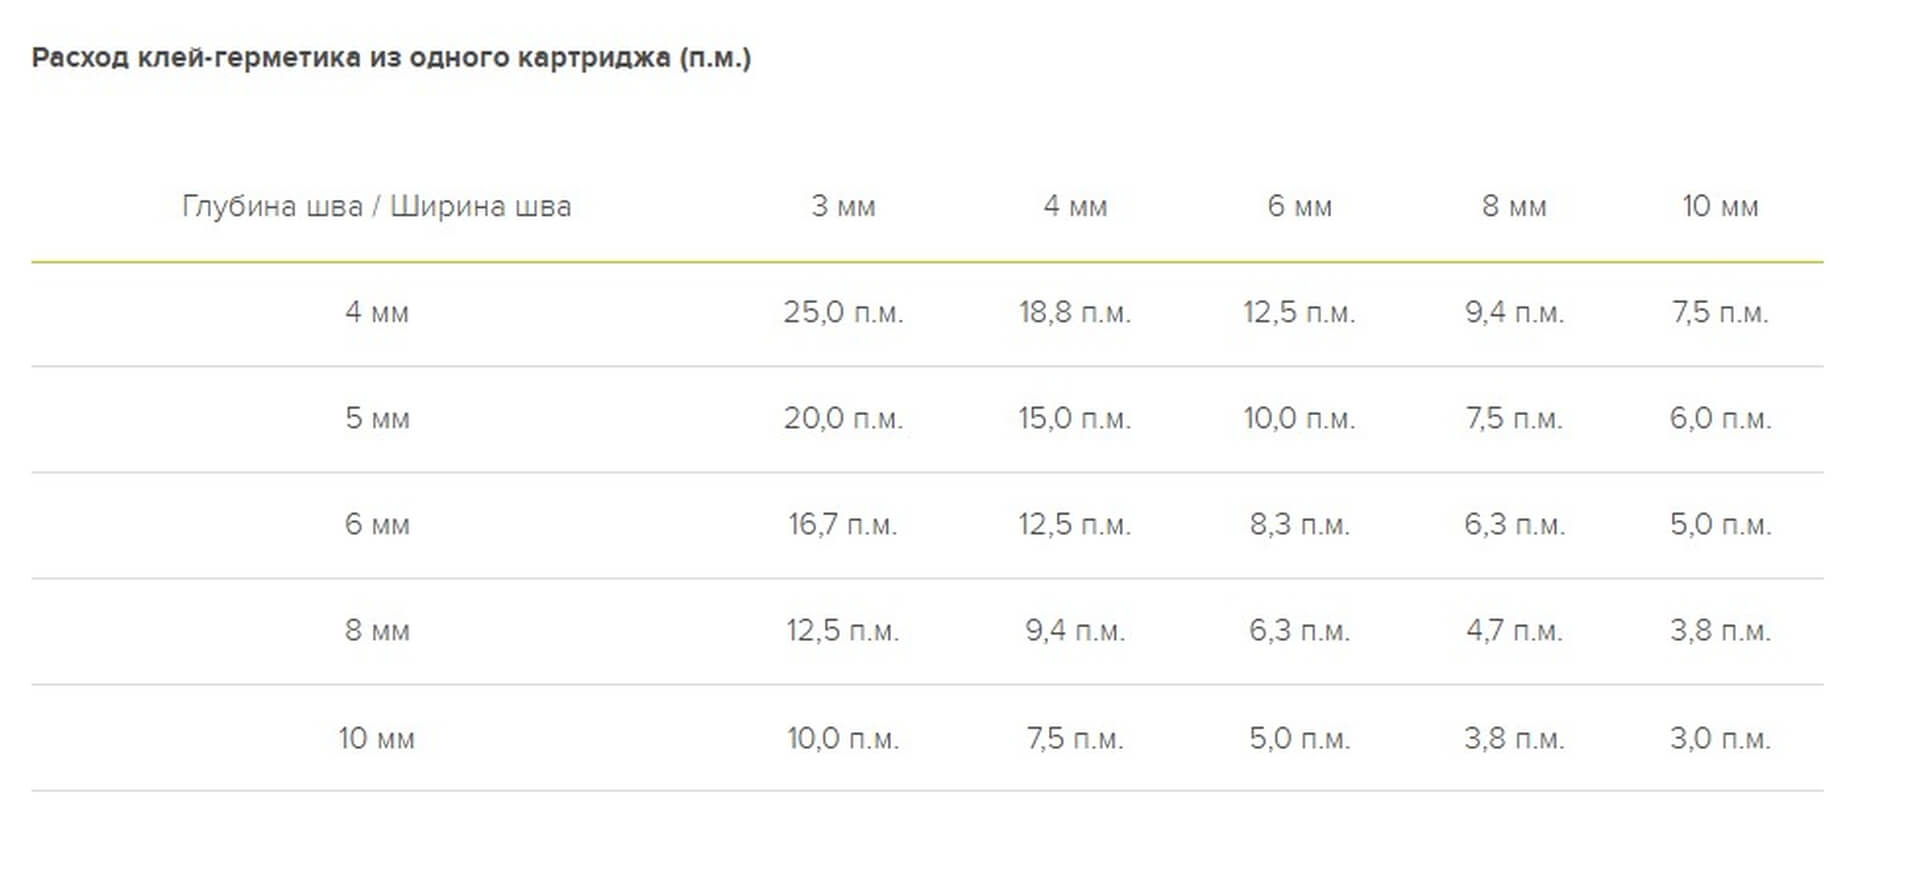 Расход клей-герметика из одного картриджа (п.м.)
Глубина шва / Ширина шва 3 мм 4 мм 6 мм 8 мм 10 мм
4 мм 25,0 п.м. 18,8 п.м. 12,5 п.м. 9,4 п.м. 7,5 п.м.
5 мм 20,0 п.м. 15,0 п.м. 10,0 п.м. 7,5 п.м. 6,0 п.м.
6 мм 16,7 п.м. 12,5 п.м. 8,3 п.м. 6,3 п.м. 5,0 п.м.
8 мм 12,5 п.м. 9,4 п.м. 6,3 п.м. 4,7 п.м. 3,8 п.м.
10 мм 10,0 п.м. 7,5 п.м. 5,0 п.м. 3,8 п.м. 3,0 п.м.